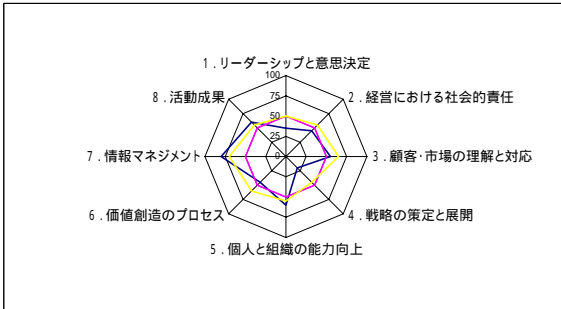 1．リーダーシップと意思決定
2．経営における社会的責任
3．顧客・市場の理解と対応
4．戦略の策定と展開
5．個人と組織の能力向上
6．価値創造のプロセス
7．情報マネジメント
8．活動成果
100
75
50
25
0